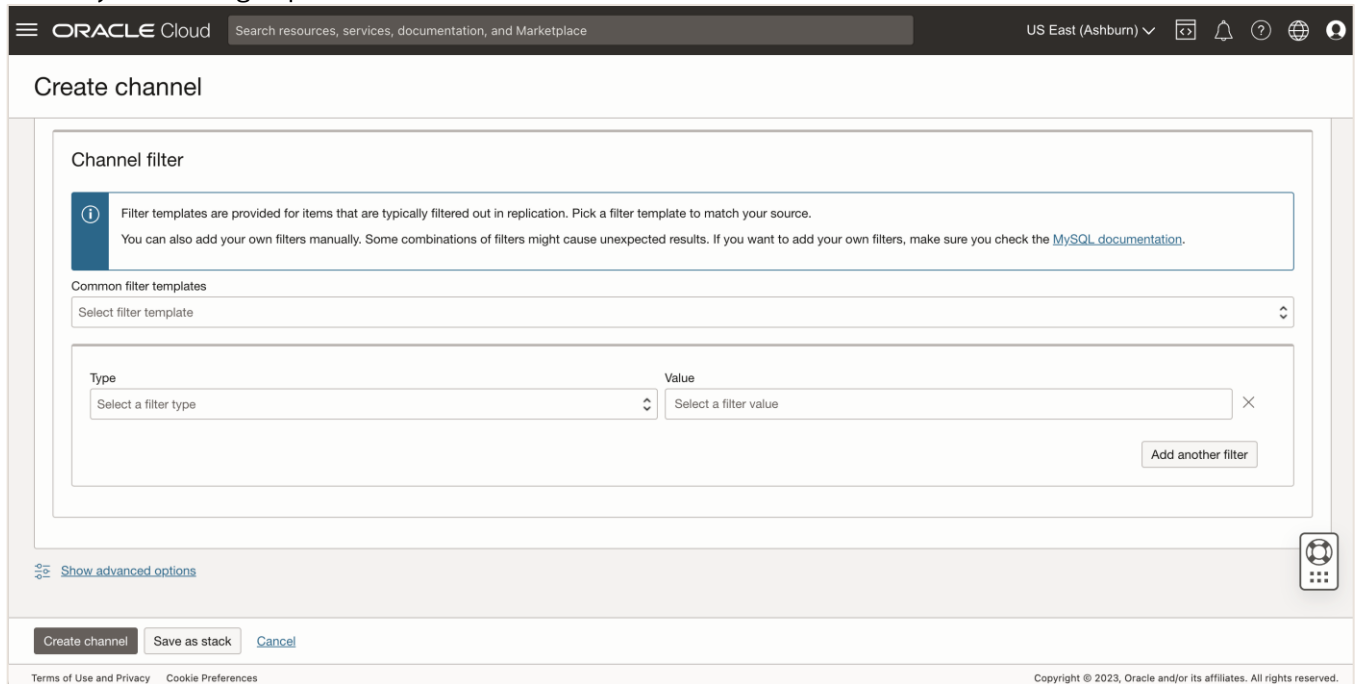 ORACLE Cloud
Search resources, services, documentation, and Marketplace
US East (Ashburn)
Create channel
Channel filter
Filter templates are provided for items that are typically filtered out in replication. Pick a filter template to match your source.
You can also add your own filters manually. Some combinations of filters might cause unexpected results. If you want to add your own filters, make sure you check the MySQL documentation.
Common filter templates
Select filter template
Type Value
Select a filter type Select a filter value
Add another filter
Show advanced options
Create channel Save as stack Cancel
Terms of Use and Privacy Cookie Preferences Copyright © 2023, Oracle and/or its affiliates. All rights reserved.